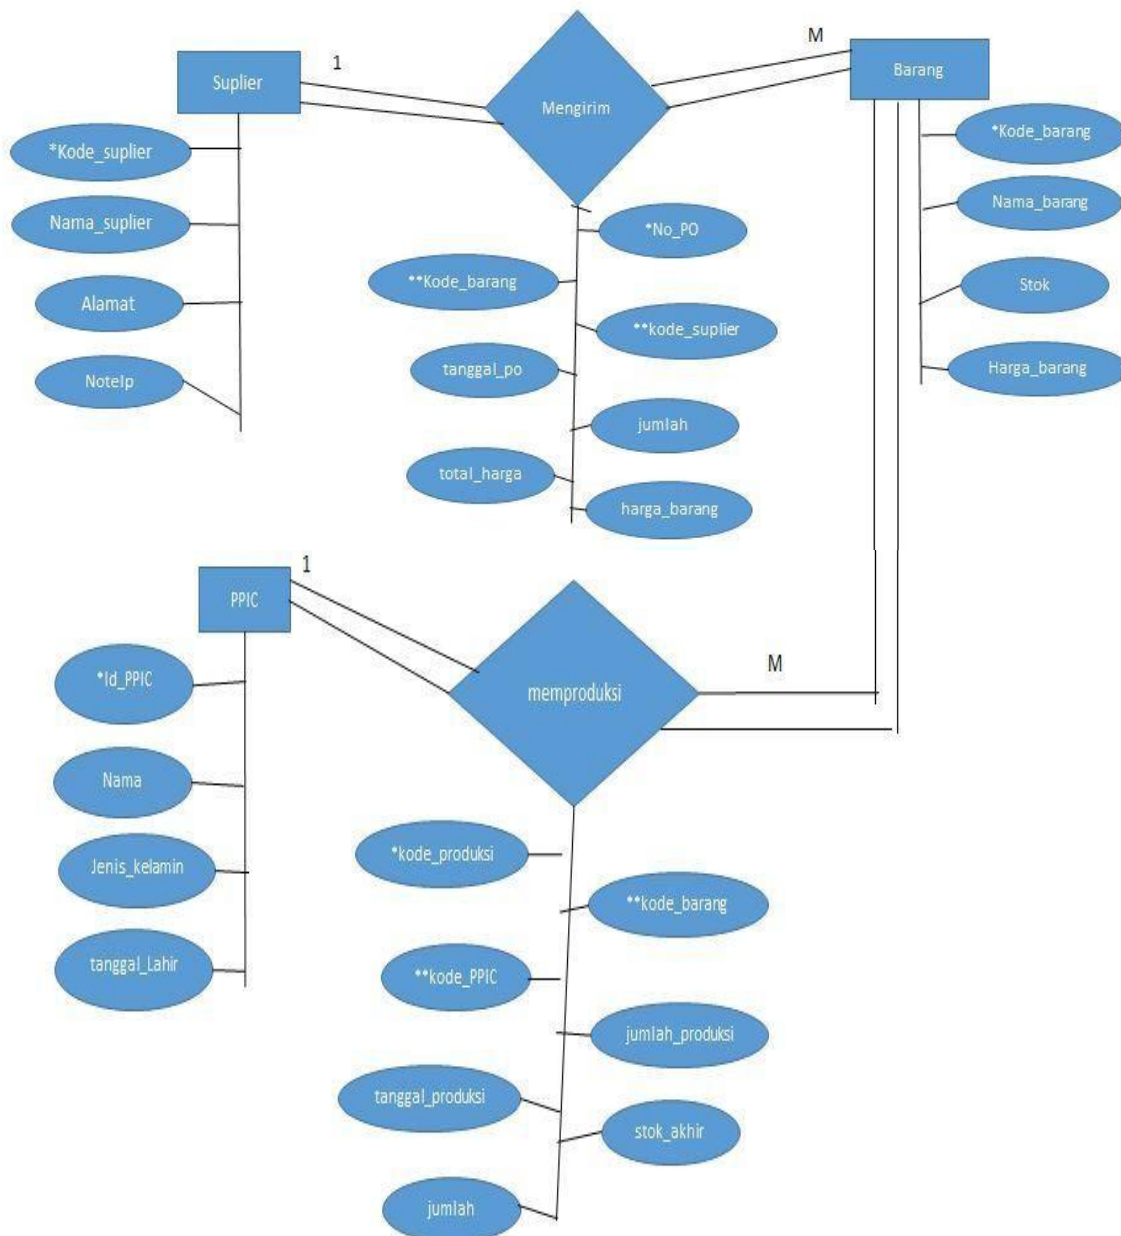 Suplier
1
Mengirim
M
Barang
*Kode_suplier
Nama_suplier
Alamat
Notelp
*No_PO
**Kode_barang
**kode_suplier
tanggal_po
jumlah
total_harga
harga_barang
*Kode_barang
Nama_barang
Stok
Harga_barang
PPIC
1
memproduksi
M
*Id_PPIC
Nama
Jenis_kelamin
tanggal_Lahir
*kode_produksi
**kode_barang
**kode_PPIC
jumlah_produksi
tanggal_produksi
stok_akhir
jumlah